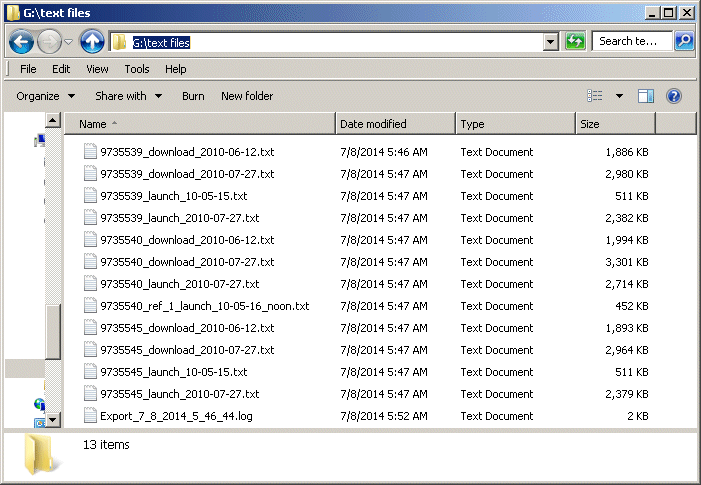 G:\text files
G:\text files Search te...
File Edit View Tools Help
Organize Share with Burn New folder
Name Date modified Type Size
9735539_download_2010-06-12.txt 7/8/2014 5:46 AM Text Document 1,886 KB
9735539_download_2010-07-27.txt 7/8/2014 5:47 AM Text Document 2,980 KB
9735539_launch_10-05-15.txt 7/8/2014 5:47 AM Text Document 511 KB
9735539_launch_2010-07-27.txt 7/8/2014 5:47 AM Text Document 2,382 KB
9735540_download_2010-06-12.txt 7/8/2014 5:47 AM Text Document 1,994 KB
9735540_download_2010-07-27.txt 7/8/2014 5:47 AM Text Document 3,301 KB
9735540_launch_2010-07-27.txt 7/8/2014 5:47 AM Text Document 2,714 KB
9735540_ref_1_launch_10-05-16_noon.txt 7/8/2014 5:47 AM Text Document 452 KB
9735545_download_2010-06-12.txt 7/8/2014 5:47 AM Text Document 1,893 KB
9735545_download_2010-07-27.txt 7/8/2014 5:47 AM Text Document 2,964 KB
9735545_launch_10-05-15.txt 7/8/2014 5:47 AM Text Document 511 KB
9735545_launch_2010-07-27.txt 7/8/2014 5:47 AM Text Document 2,379 KB
Export_7_8_2014_5_46_44.log 7/8/2014 5:52 AM Text Document 2 KB
13 items